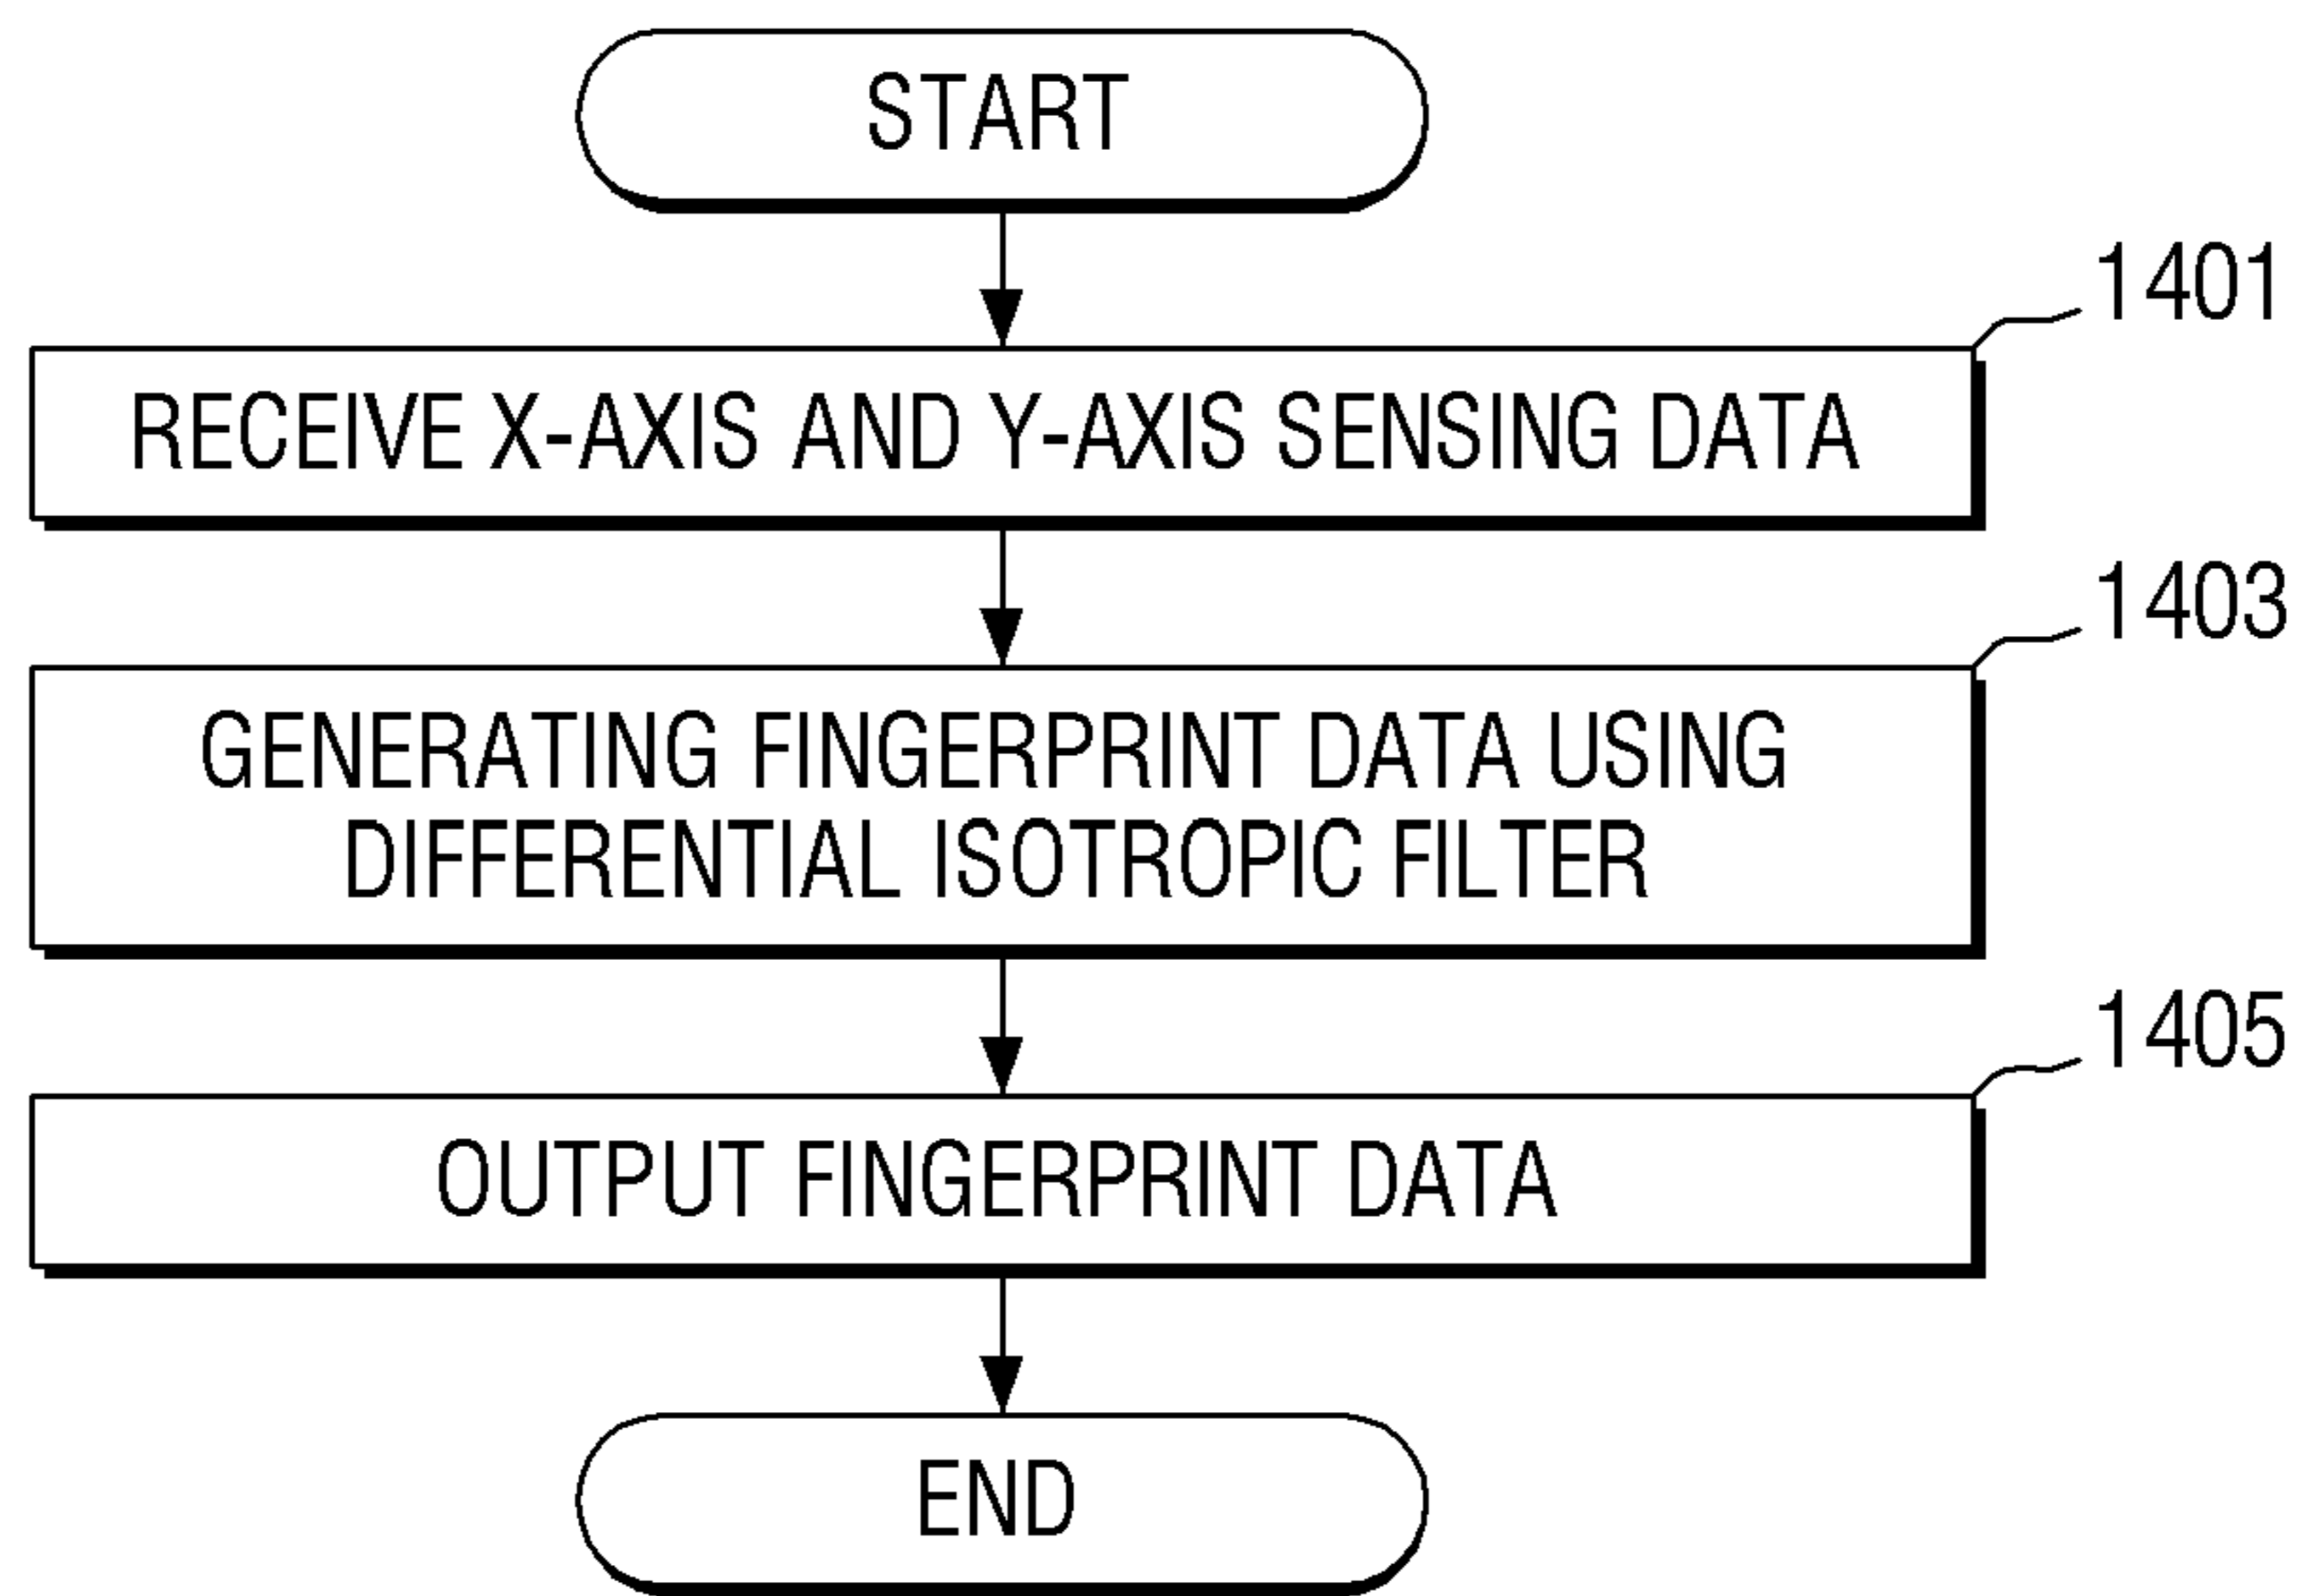 START
1401
RECEIVE X-AXIS AND Y-AXIS SENSING DATA
1403
GENERATING FINGERPRINT DATA USING
DIFFERENTIAL ISOTROPIC FILTER
1405
OUTPUT FINGERPRINT DATA
END